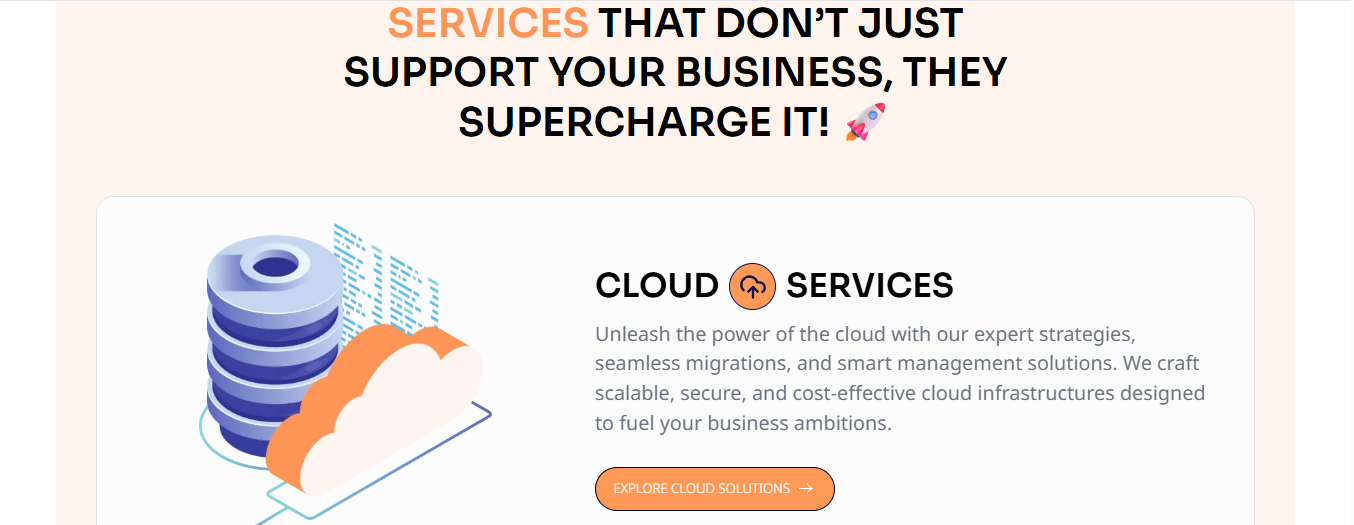 SERVICES THAT DON’T JUST
SUPPORT YOUR BUSINESS, THEY
SUPERCHARGE IT! 🚀
CLOUD SERVICES
Unleash the power of the cloud with our expert strategies,
seamless migrations, and smart management solutions. We craft
scalable, secure, and cost-effective cloud infrastructures designed
to fuel your business ambitions.
EXPLORE CLOUD SOLUTIONS →